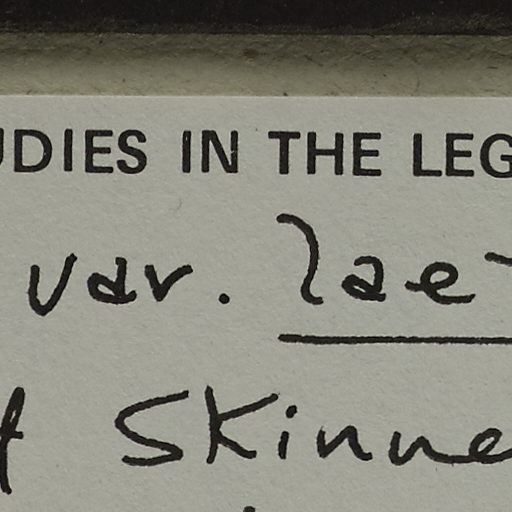 UDIES IN THE LEG
var. lae
Skinne